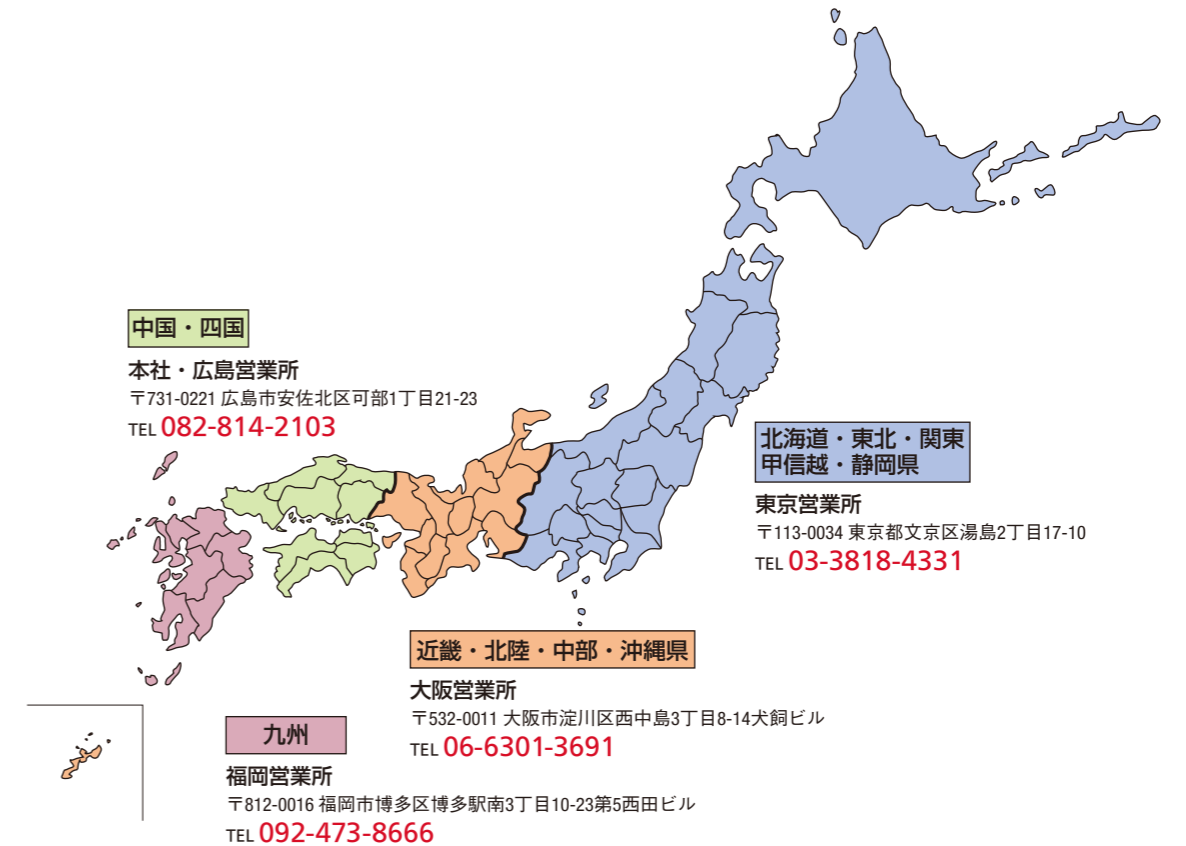 中国・四国
本社・広島営業所
〒731-0221 広島市安佐北区可部1丁目21-23
TEL 082-814-2103
北海道・東北・関東
甲信越・静岡県
東京営業所
〒113-0034 東京都文京区湯島2丁目17-10
TEL 03-3818-4331
近畿・北陸・中部・沖縄県
大阪営業所
〒532-0011 大阪市淀川区西中島3丁目8-14犬飼ビル
TEL 06-6301-3691
九州
福岡営業所
〒812-0016 福岡市博多区博多駅南3丁目10-23第5西田ビル
TEL 092-473-8666